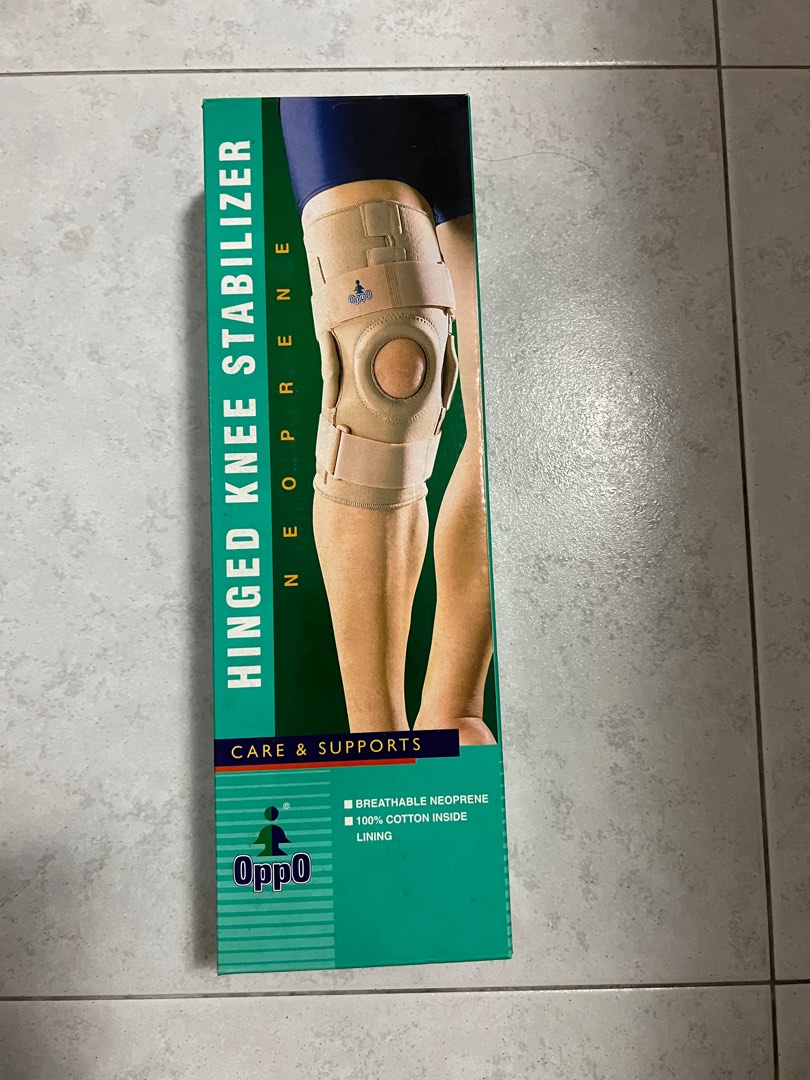 HINGED KNEE STABILIZER
NEOPRENE
OppO
CARE & SUPPORTS
®
OppO
BREATHABLE NEOPRENE
100% COTTON INSIDE
LINING